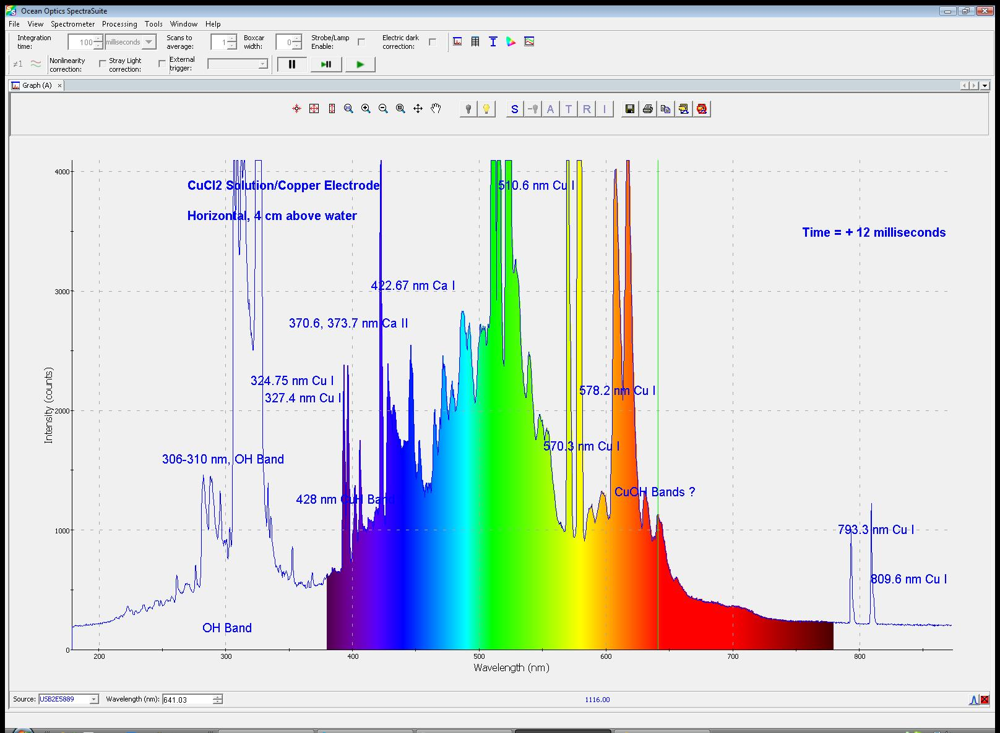 Ocean Optics SpectraSuite
File View Spectrometer Processing Tools Window Help
Integration time: 100 milliseconds Scans to average: 1 Boxcar width: 0 Strobe/Lamp Enable: Electric dark correction:
≠1 Nonlinearity correction: Stray Light correction: External trigger:
Graph (A) ×
S A T R I
4000
CuCl2 Solution/Copper Electrode
510.6 nm Cu I
Horizontal, 4 cm above water
Time = + 12 milliseconds
3000
422.67 nm Ca I
370.6, 373.7 nm Ca II
324.75 nm Cu I
578.2 nm Cu I
327.4 nm Cu I
2000
570.3 nm Cu I
306-310 nm, OH Band
CuOH Bands ?
428 nm CuH Band
1000
793.3 nm Cu I
809.6 nm Cu I
OH Band
0
Intensity (counts)
200 300 400 500 600 700 800
Wavelength (nm)
Source: USB2E5889 Wavelength (nm): 641.03 1116.00